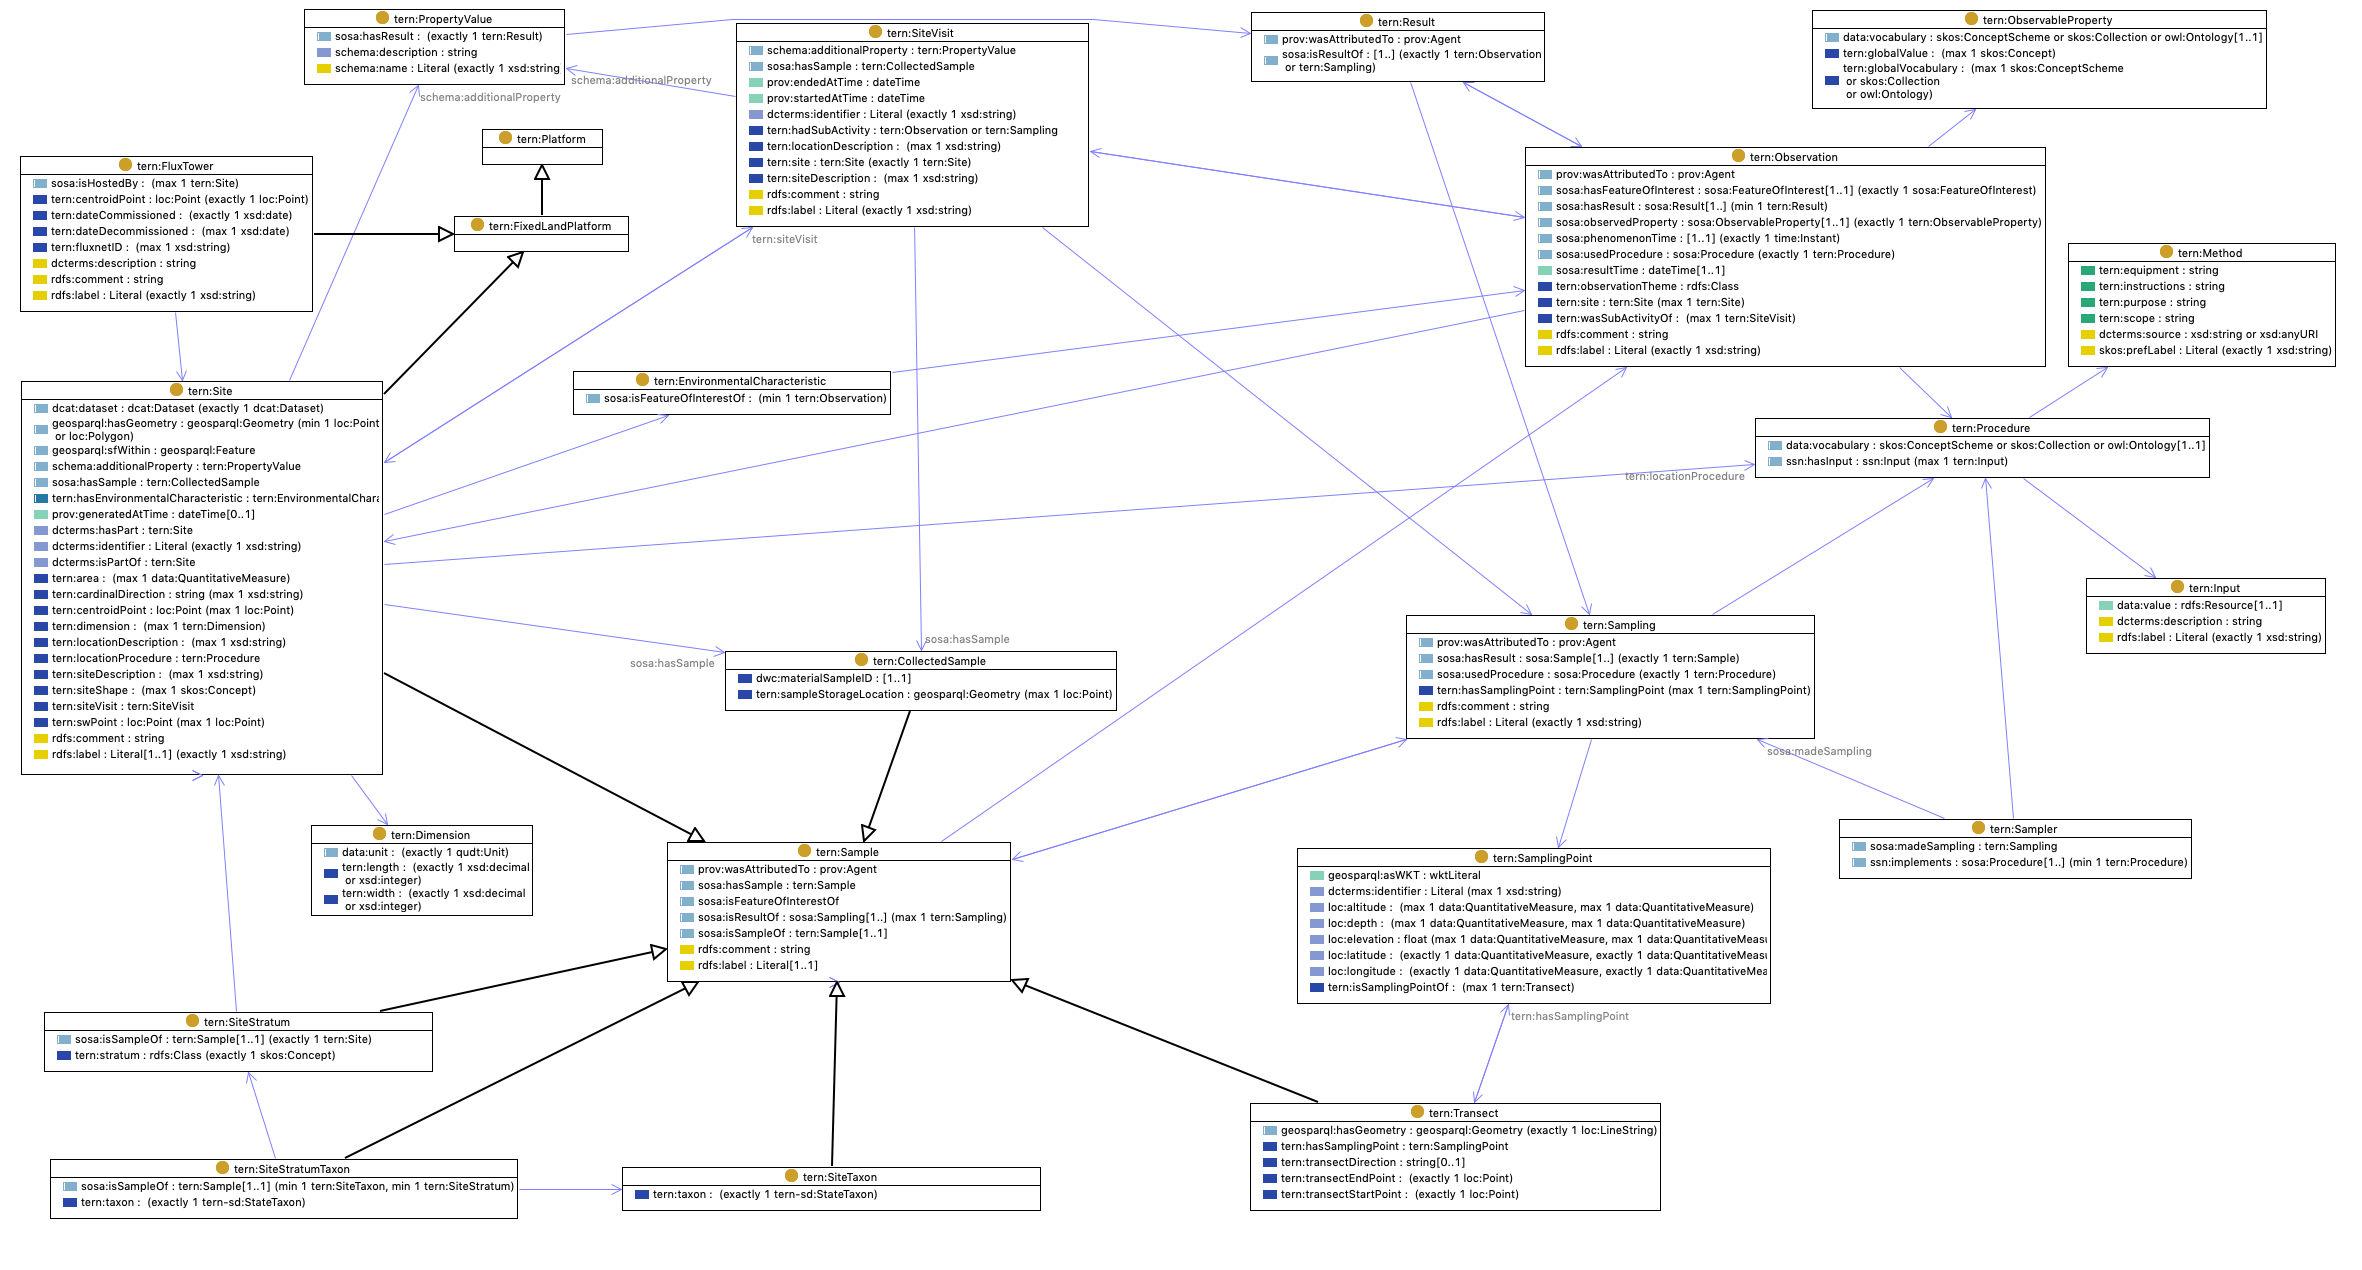 tern:PropertyValue
sosa:hasResult :  (exactly 1 tern:Result)
schema:description : string
schema:name : Literal (exactly 1 xsd:string
tern:SiteVisit
schema:additionalProperty : tern:PropertyValue
sosa:hasSample : tern:CollectedSample
prov:endedAtTime : dateTime
prov:startedAtTime : dateTime
dcterms:identifier : Literal (exactly 1 xsd:string)
tern:hadSubActivity : tern:Observation or tern:Sampling
tern:locationDescription :  (max 1 xsd:string)
tern:site : tern:Site (exactly 1 tern:Site)
tern:siteDescription :  (max 1 xsd:string)
rdfs:comment : string
rdfs:label : Literal (exactly 1 xsd:string)
tern:Result
prov:wasAttributedTo : prov:Agent
sosa:isResultOf : [1..] (exactly 1 tern:Observation
or tern:Sampling)
tern:ObservableProperty
data:vocabulary : skos:ConceptScheme or skos:Collection or owl:Ontology[1..1]
tern:globalValue :  (max 1 skos:Concept)
tern:globalVocabulary :  (max 1 skos:ConceptScheme
or skos:Collection
or owl:Ontology)
schema:additionalProperty
schema:additionalProperty
tern:Platform
tern:FluxTower
sosa:isHostedBy :  (max 1 tern:Site)
tern:centroidPoint : loc:Point (exactly 1 loc:Point)
tern:dateCommissioned :  (exactly 1 xsd:date)
tern:dateDecommissioned :  (max 1 xsd:date)
tern:fluxnetID :  (max 1 xsd:string)
dcterms:description : string
rdfs:comment : string
rdfs:label : Literal (exactly 1 xsd:string)
tern:FixedLandPlatform
tern:siteVisit
tern:Observation
prov:wasAttributedTo : prov:Agent
sosa:hasFeatureOfInterest : sosa:FeatureOfInterest[1..1] (exactly 1 sosa:FeatureOfInterest)
sosa:hasResult : sosa:Result[1..] (min 1 tern:Result)
sosa:observedProperty : sosa:ObservableProperty[1..1] (exactly 1 tern:ObservableProperty)
sosa:phenomenonTime : [1..1] (exactly 1 time:Instant)
sosa:usedProcedure : sosa:Procedure (exactly 1 tern:Procedure)
sosa:resultTime : dateTime[1..1]
tern:observationTheme : rdfs:Class
tern:site : tern:Site (max 1 tern:Site)
tern:wasSubActivityOf :  (max 1 tern:SiteVisit)
rdfs:comment : string
rdfs:label : Literal (exactly 1 xsd:string)
tern:Method
tern:equipment : string
tern:instructions : string
tern:purpose : string
tern:scope : string
dcterms:source : xsd:string or xsd:anyURI
skos:prefLabel : Literal (exactly 1 xsd:string)
tern:Site
dcat:dataset : dcat:Dataset (exactly 1 dcat:Dataset)
geosparql:hasGeometry : geosparql:Geometry (min 1 loc:Point
or loc:Polygon)
geosparql:sfWithin : geosparql:Feature
schema:additionalProperty : tern:PropertyValue
sosa:hasSample : tern:CollectedSample
tern:hasEnvironmentalCharacteristic : tern:EnvironmentalChara
prov:generatedAtTime : dateTime[0..1]
dcterms:hasPart : tern:Site
dcterms:identifier : Literal (exactly 1 xsd:string)
dcterms:isPartOf : tern:Site
tern:area :  (max 1 data:QuantitativeMeasure)
tern:cardinalDirection : string (max 1 xsd:string)
tern:centroidPoint : loc:Point (max 1 loc:Point)
tern:dimension :  (max 1 tern:Dimension)
tern:locationDescription :  (max 1 xsd:string)
tern:locationProcedure : tern:Procedure
tern:siteDescription :  (max 1 xsd:string)
tern:siteShape :  (max 1 skos:Concept)
tern:siteVisit : tern:SiteVisit
tern:swPoint : loc:Point (max 1 loc:Point)
rdfs:comment : string
rdfs:label : Literal[1..1] (exactly 1 xsd:string)
tern:EnvironmentalCharacteristic
sosa:isFeatureOfInterestOf :  (min 1 tern:Observation)
tern:Procedure
data:vocabulary : skos:ConceptScheme or skos:Collection or owl:Ontology[1..1]
ssn:hasInput : ssn:Input (max 1 tern:Input)
tern:locationProcedure
tern:Input
data:value : rdfs:Resource[1..1]
dcterms:description : string
rdfs:label : Literal (exactly 1 xsd:string)
sosa:hasSample
sosa:hasSample
tern:CollectedSample
dwc:materialSampleID : [1..1]
tern:sampleStorageLocation : geosparql:Geometry (max 1 loc:Point)
tern:Sampling
prov:wasAttributedTo : prov:Agent
sosa:hasResult : sosa:Sample[1..] (exactly 1 tern:Sample)
sosa:usedProcedure : sosa:Procedure (exactly 1 tern:Procedure)
tern:hasSamplingPoint : tern:SamplingPoint (max 1 tern:SamplingPoint)
rdfs:comment : string
rdfs:label : Literal (exactly 1 xsd:string)
sosa:madeSampling
tern:Dimension
data:unit :  (exactly 1 qudt:Unit)
tern:length :  (exactly 1 xsd:decimal
or xsd:integer)
tern:width :  (exactly 1 xsd:decimal
or xsd:integer)
tern:Sample
prov:wasAttributedTo : prov:Agent
sosa:hasSample : tern:Sample
sosa:isFeatureOfInterestOf
sosa:isResultOf : sosa:Sampling[1..] (max 1 tern:Sampling)
sosa:isSampleOf : tern:Sample[1..1]
rdfs:comment : string
rdfs:label : Literal[1..1]
tern:Sampler
sosa:madeSampling : tern:Sampling
ssn:implements : sosa:Procedure[1..] (min 1 tern:Procedure)
tern:SamplingPoint
geosparql:asWKT : wktLiteral
dcterms:identifier : Literal (max 1 xsd:string)
loc:altitude :  (max 1 data:QuantitativeMeasure, max 1 data:QuantitativeMeasure)
loc:depth :  (max 1 data:QuantitativeMeasure, max 1 data:QuantitativeMeasure)
loc:elevation : float (max 1 data:QuantitativeMeasure, max 1 data:QuantitativeMeasu
loc:latitude :  (exactly 1 data:QuantitativeMeasure, exactly 1 data:QuantitativeMeasu
loc:longitude :  (exactly 1 data:QuantitativeMeasure, exactly 1 data:QuantitativeMea
tern:isSamplingPointOf :  (max 1 tern:Transect)
tern:hasSamplingPoint
tern:SiteStratum
sosa:isSampleOf : tern:Sample[1..1] (exactly 1 tern:Site)
tern:stratum : rdfs:Class (exactly 1 skos:Concept)
tern:Transect
geosparql:hasGeometry : geosparql:Geometry (exactly 1 loc:LineString)
tern:hasSamplingPoint : tern:SamplingPoint
tern:transectDirection : string[0..1]
tern:transectEndPoint :  (exactly 1 loc:Point)
tern:transectStartPoint :  (exactly 1 loc:Point)
tern:SiteStratumTaxon
sosa:isSampleOf : tern:Sample[1..1] (min 1 tern:SiteTaxon, min 1 tern:SiteStratum)
tern:taxon :  (exactly 1 tern-sd:StateTaxon)
tern:SiteTaxon
tern:taxon :  (exactly 1 tern-sd:StateTaxon)